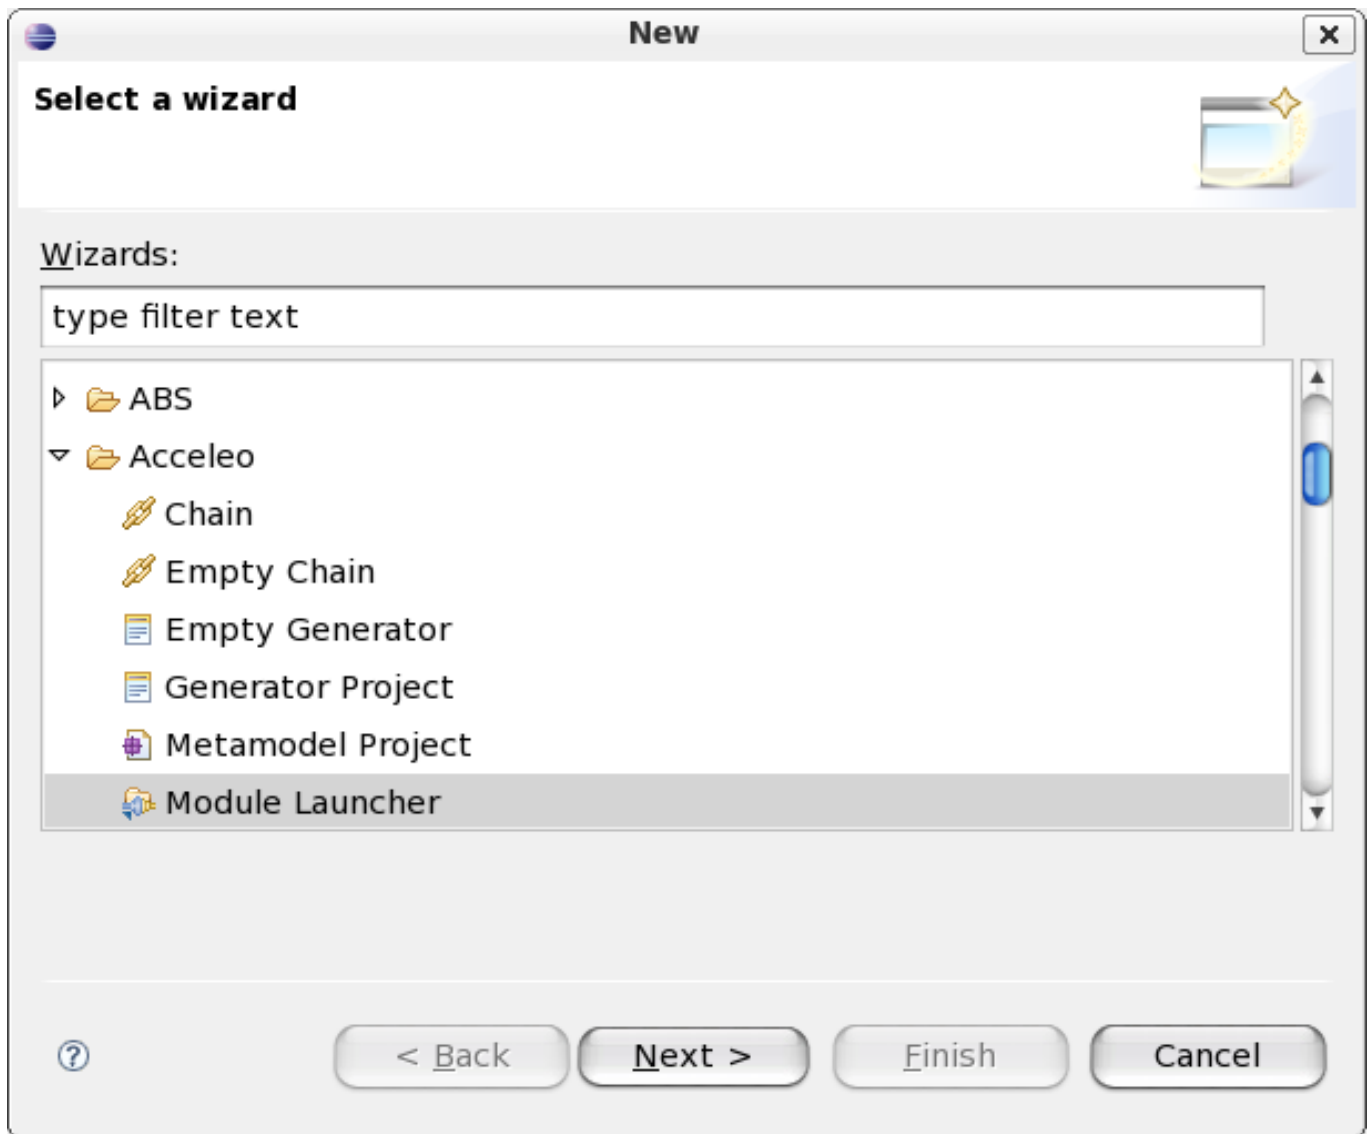 New
Select a wizard
Wizards:
type filter text
ABS
Acceleo
Chain
Empty Chain
Empty Generator
Generator Project
Metamodel Project
Module Launcher
< Back Next > Finish Cancel